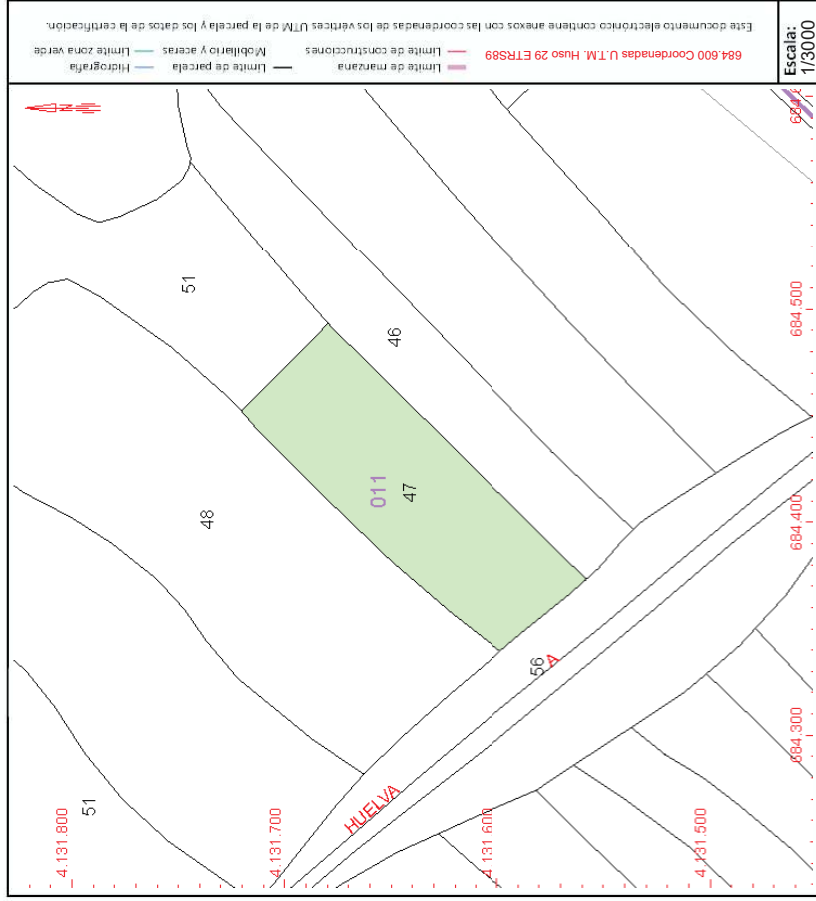 Este documento electrónico contiene anexos con las coordenadas de los vértices UTM de la parcela y los datos de la certificación.
684.600 Coordenadas U.T.M. Huso 29 ETRS89
Límite de manzana
Límite de construcciones
Límite de parcela
Mobiliario y aceras
Hidrografía
Límite zona verde
Escala:
1/3000
51
51
48
46
011
47
56
A
HUELVA
4.131.800
4.131.700
4.131.600
4.131.500
684.300
684.400
684.500